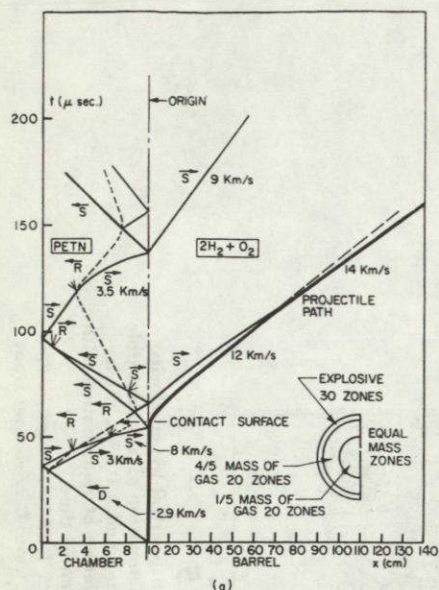 t (μ sec.)
ORIGIN
200
S
9 Km/s
S
150
PETN
2H2 + O2
R
S
S
3.5 Km/s
14 Km/s
R
PROJECTILE
PATH
100
S
S
12 Km/s
S
R
EXPLOSIVE
30 ZONES
R
CONTACT SURFACE
50
S
S
3 Km/s
S
8 Km/s
4/5 MASS OF
GAS 20 ZONES
EQUAL
MASS
ZONES
1/5 MASS OF
GAS 20 ZONES
D
2.9 Km/s
0
0 2 4 6 8 10 20 30 40 50 60 70 80 90 100 110 120 130 140
CHAMBER
BARREL
x (cm)
(a)